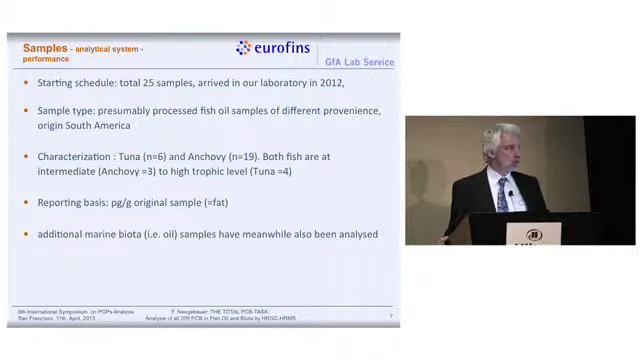 Samples - analytical system -
performance
eurofins
GfA Lab Service
• Starting schedule: total 25 samples, arrived in our laboratory in 2012,
• Sample type: presumably processed fish oil samples of different provenience,
origin South America
• Characterization : Tuna (n=6) and Anchovy (n=19). Both fish are at
intermediate (Anchovy =3) to high trophic level (Tuna =4)
• Reporting basis: pg/g original sample (=fat)
• additional marine biota (i.e. oil) samples have meanwhile also been analysed
8th International Symposium on POPs Analysis
San Francisco, 11th April, 2013.
F. Neugebauer: THE TOTAL PCB-TASK:
Analysis of all 209 PCB in Fish Oil and Biota by HRGC-HRMS
7